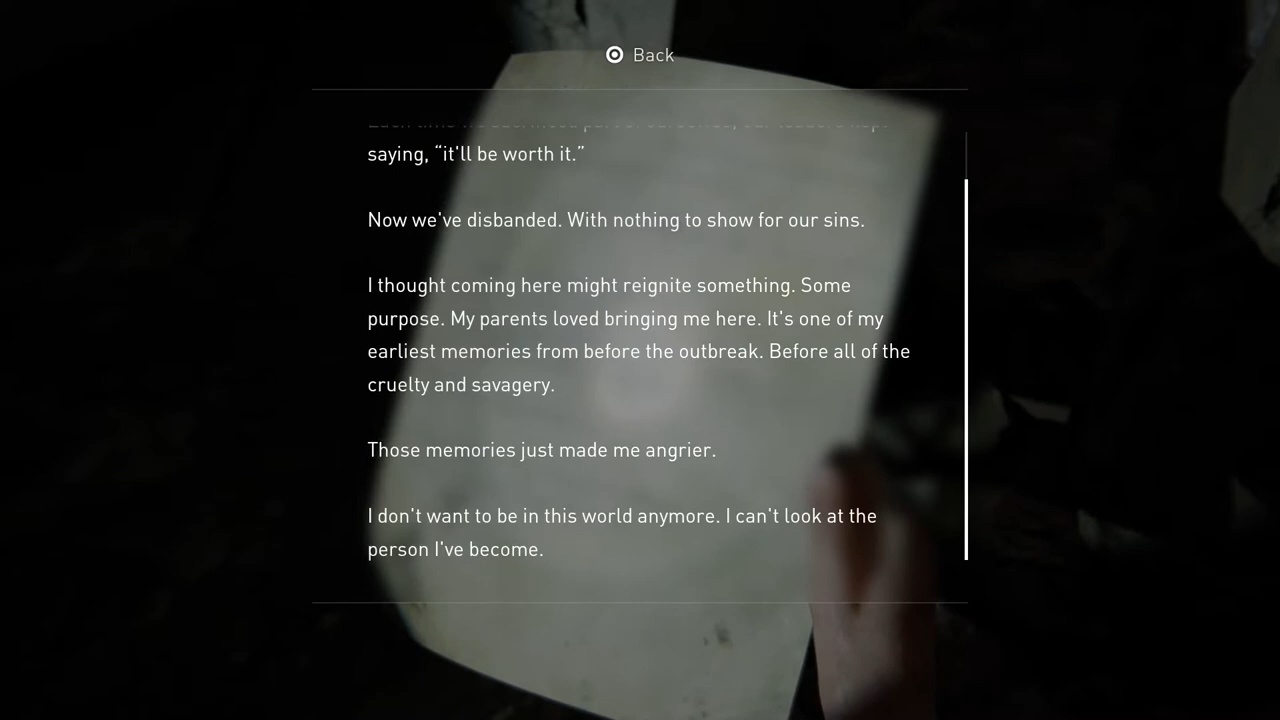 Back
saying, “it'll be worth it.”
Now we've disbanded. With nothing to show for our sins.
I thought coming here might reignite something. Some
purpose. My parents loved bringing me here. It's one of my
earliest memories from before the outbreak. Before all of the
cruelty and savagery.
Those memories just made me angrier.
I don't want to be in this world anymore. I can't look at the
person I've become.